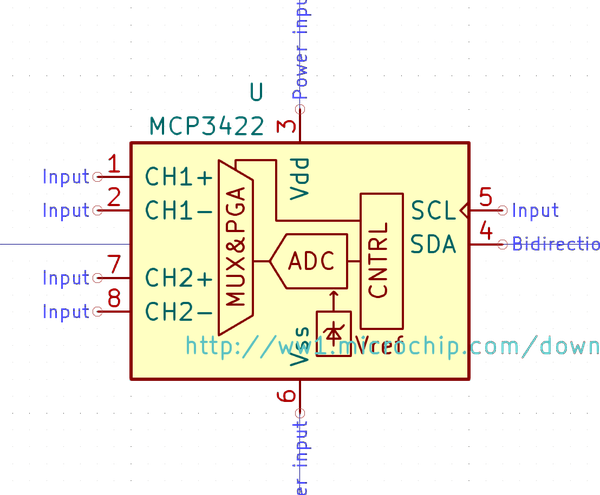 Power inpu
U
MCP3422
3
1
Input
CH1+
Vdd
2
Input
CH1-
MUX&PGA
CNTRL
SCL
5
Input
SDA
4
Bidirectio
ADC
7
Input
CH2+
8
Input
CH2-
Vss
Vref
http://ww1.microchip.com/down
6
er input